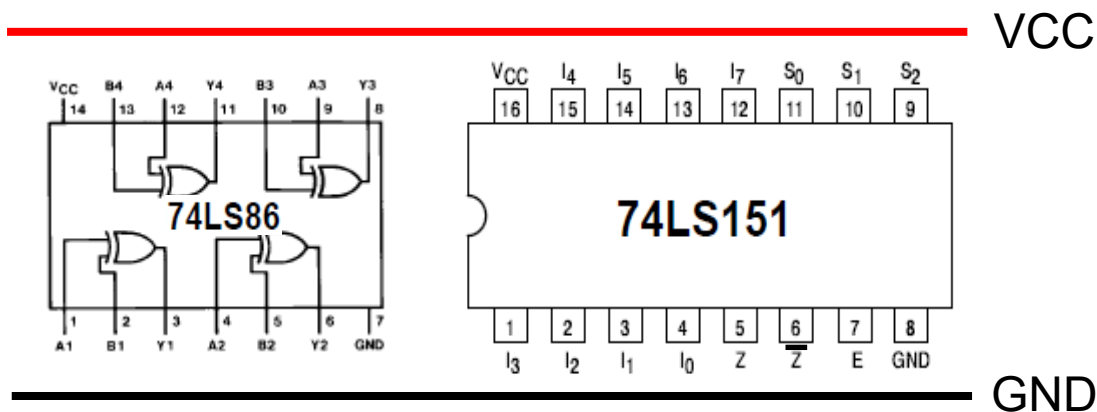 VCC
VCC B4 A4 Y4 B3 A3 Y3
14 13 12 11 10 9 8
74LS86
1 2 3 4 5 6 7
A1 B1 Y1 A2 B2 Y2 GND
VCC I4 I5 I6 I7 S0 S1 S2
16 15 14 13 12 11 10 9
74LS151
1 2 3 4 5 6 7 8
I3 I2 I1 I0 Z Z̅ E GND
GND